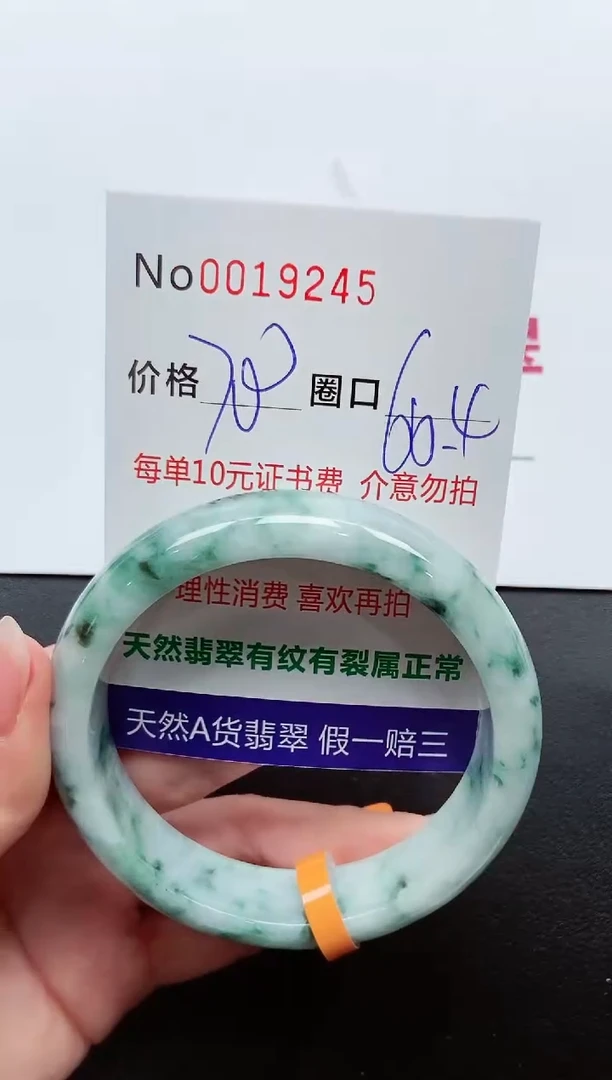 No0019245
价格 70 圈口 60.4
每单10元证书费 介意勿拍
理性消费 喜欢再拍
天然翡翠有纹有裂属正常
天然A货翡翠 假一赔三